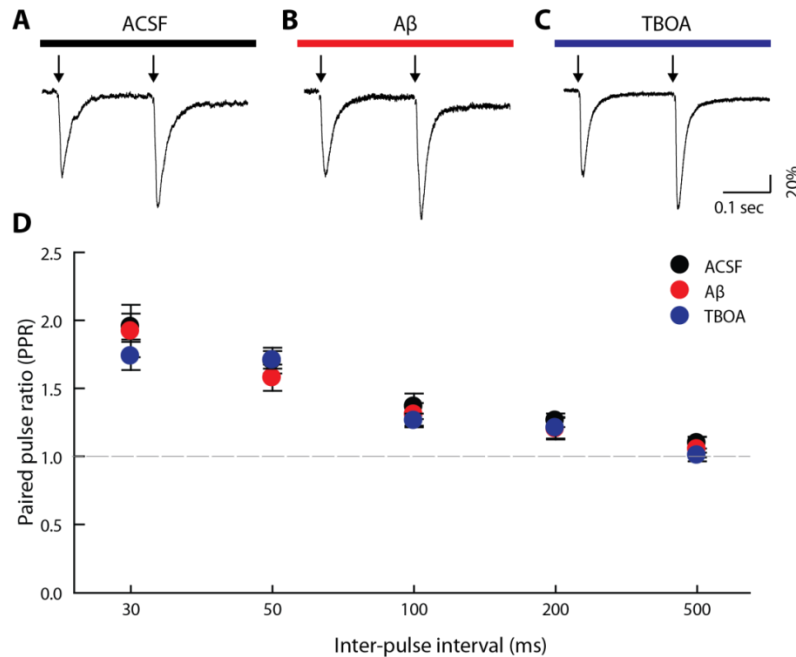 A
ACSF
B
Aβ
C
TBOA
20%
0.1 sec
D
Paired pulse ratio (PPR)
2.5
2.0
1.5
1.0
0.5
0.0
ACSF
Aβ
TBOA
30
50
100
200
500
Inter-pulse interval (ms)